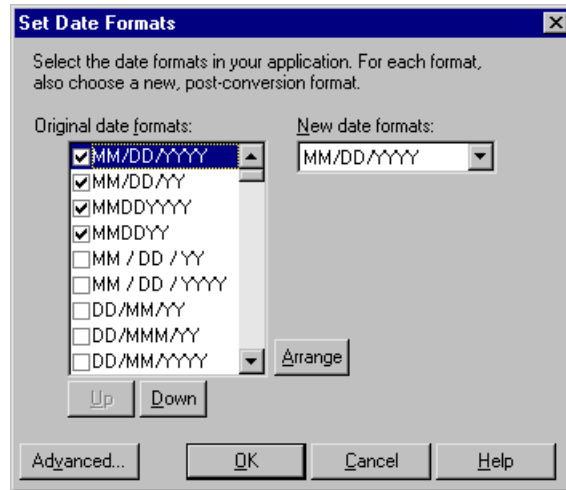 Set Date Formats
Select the date formats in your application. For each format,
also choose a new, post-conversion format.
Original date formats:
New date formats:
MM/DD/YYYY
MM/DD/YYYY
MM/DD/YY
MMDDYYYY
MMDDYY
MM / DD / YY
MM / DD / YYYY
DD/MM/YY
DD/MMM/YY
DD/MM/YYYY
Arrange
Up
Down
Advanced...
OK
Cancel
Help